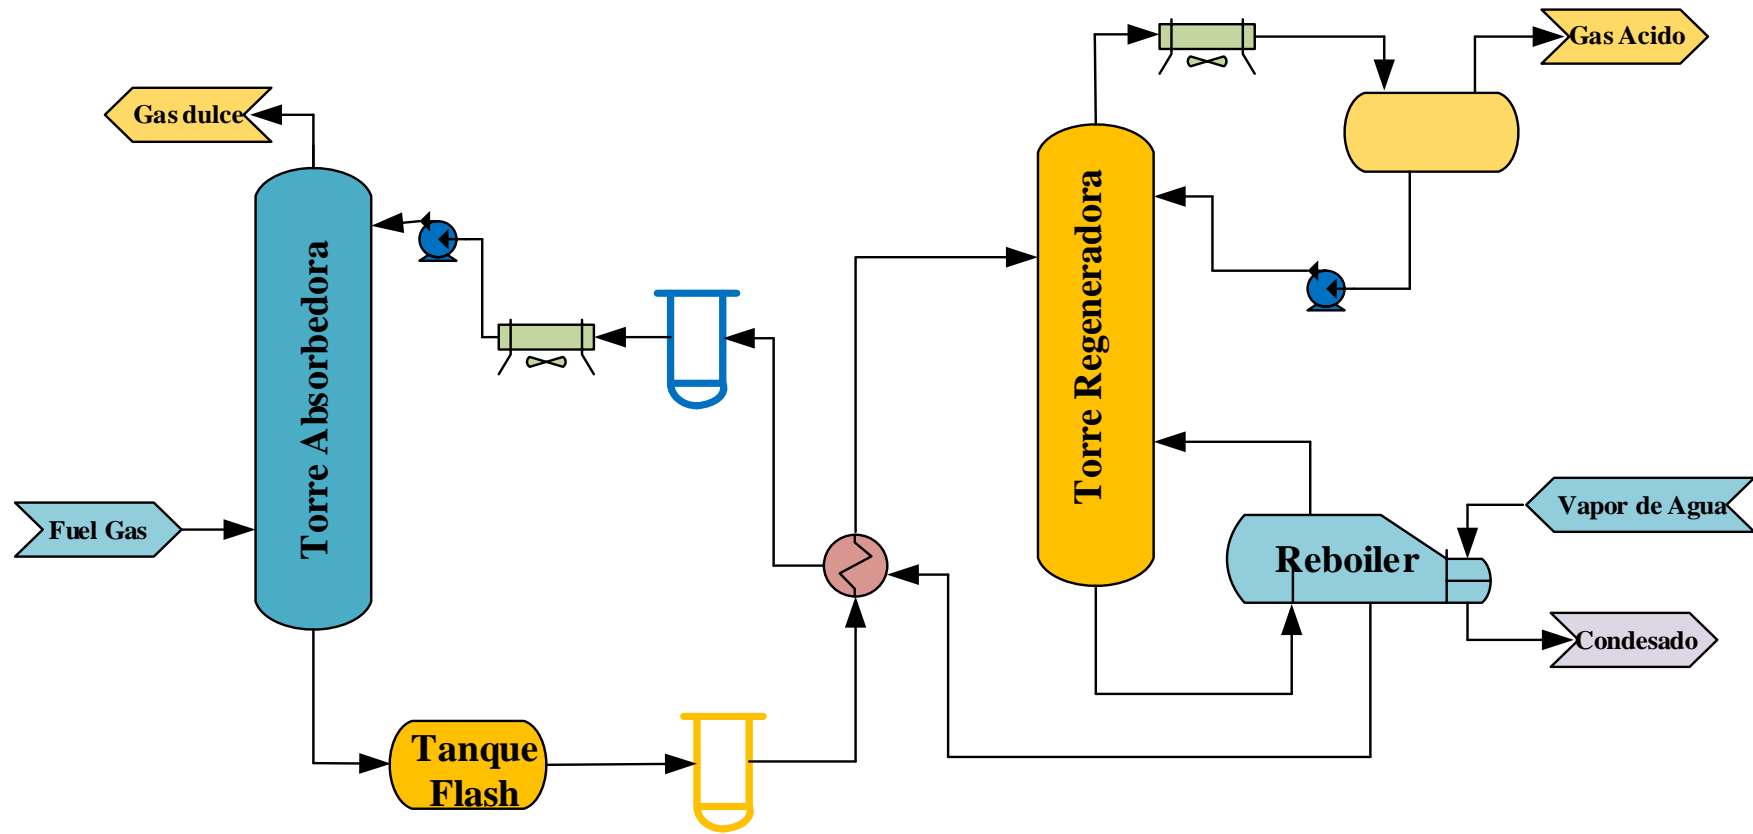 Gas Acido
Gas dulce
Torre Absorbedora
Torre Regeneradora
Fuel Gas
Vapor de Agua
Reboiler
Condesado
Tanque
Flash